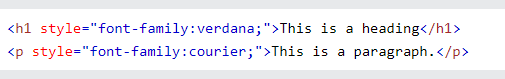 <h1 style="font-family:verdana;">This is a heading</h1>
<p style="font-family:courier;">This is a paragraph.</p>